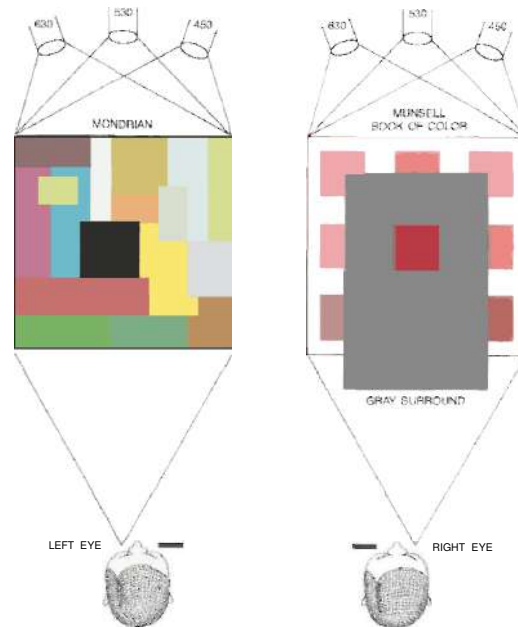 630
530
450
630
530
450
MONDRIAN
MUNSELL
BOOK OF COLOR
GRAY SURROUND
LEFT EYE
RIGHT EYE